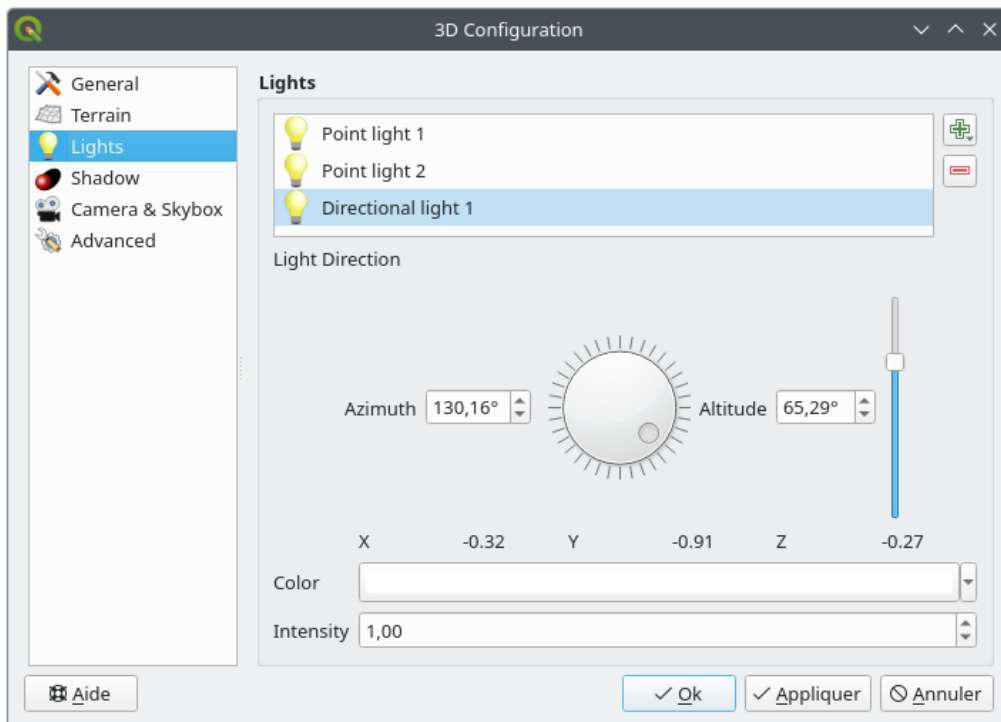 3D Configuration
General
Terrain
Lights
Shadow
Camera & Skybox
Advanced
Lights
Point light 1
Point light 2
Directional light 1
Light Direction
Azimuth 130,16° Altitude 65,29°
X -0.32 Y -0.91 Z -0.27
Color
Intensity 1,00
Aide Ok Appliquer Annuler